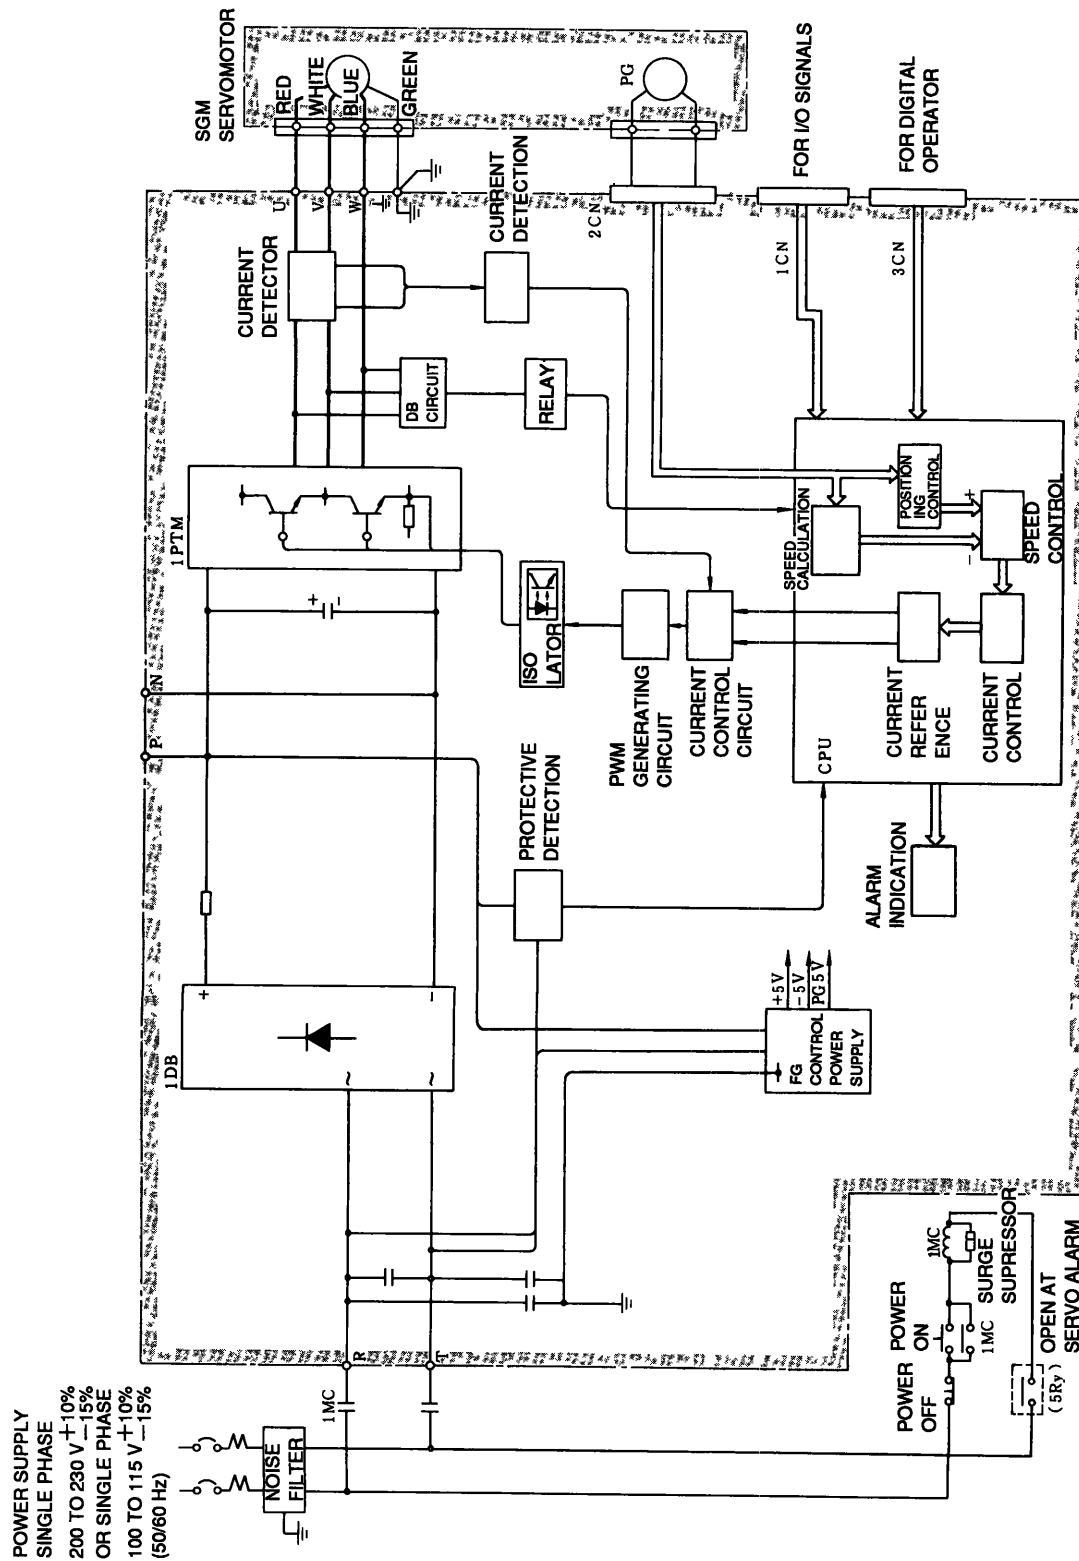 POWER SUPPLY
SINGLE PHASE
200 TO 230 V +10% −15%
OR SINGLE PHASE
100 TO 115 V +10% −15%
(50/60 Hz)
NOISE
FILTER
1MC
R
T
1DB
~
~
+
−
P
N
+
−
1PTM
CURRENT
DETECTOR
U
V
W
SGM
SERVOMOTOR
RED
WHITE
BLUE
GREEN
PG
DB
CIRCUIT
RELAY
CURRENT
DETECTION
2CN
1CN
3CN
FOR I/O SIGNALS
FOR DIGITAL
OPERATOR
ISO
LATOR
PWM
GENERATING
CIRCUIT
CURRENT
CONTROL
CIRCUIT
PROTECTIVE
DETECTION
CPU
SPEED
CALCULATION
POSITION
ING
CONTROL
+
−
SPEED
CONTROL
CURRENT
REFER
ENCE
CURRENT
CONTROL
ALARM
INDICATION
+5V
−5V
PG5V
FG
CONTROL
POWER
SUPPLY
POWER
OFF
POWER
ON
1MC
1MC
SURGE
SUPRESSOR
OPEN AT
SERVO ALARM
(5Ry)